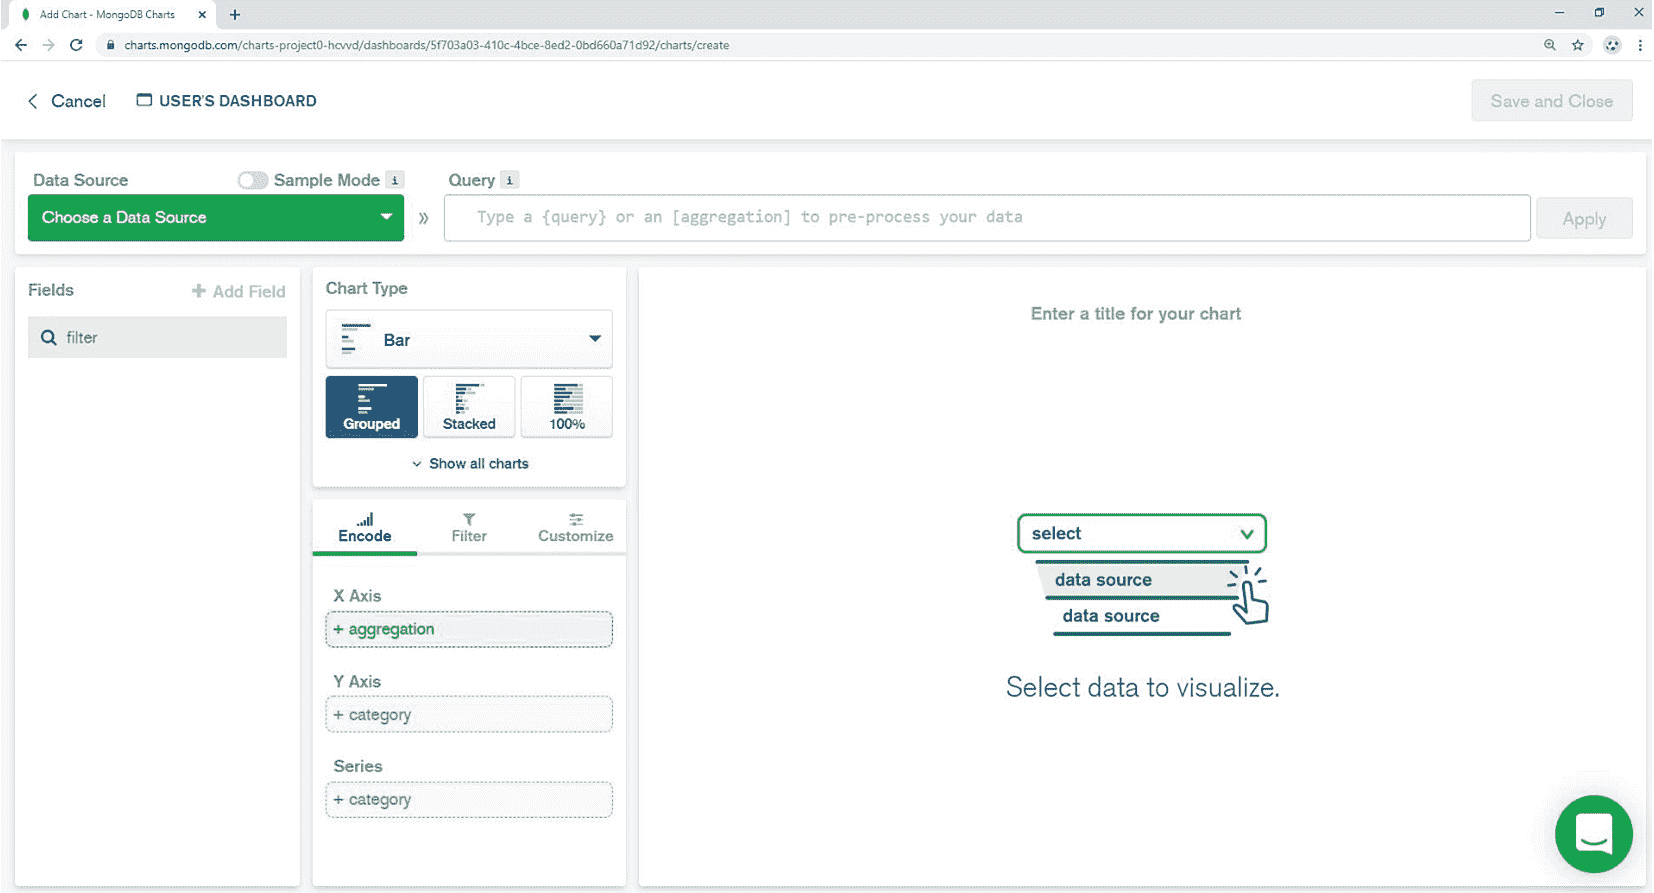 Add Chart - MongoDB Charts
charts.mongodb.com/charts-project0-hcvvd/dashboards/5f703a03-410c-4bce-8ed2-0bd660a71d92/charts/create
Cancel USER'S DASHBOARD Save and Close
Data Source Sample Mode i Query i
Choose a Data Source » Type a {query} or an [aggregation] to pre-process your data Apply
Fields + Add Field
filter
Chart Type
Bar
Grouped Stacked 100%
Show all charts
Encode Filter Customize
X Axis
+ aggregation
Y Axis
+ category
Series
+ category
Enter a title for your chart
select
data source
data source
Select data to visualize.